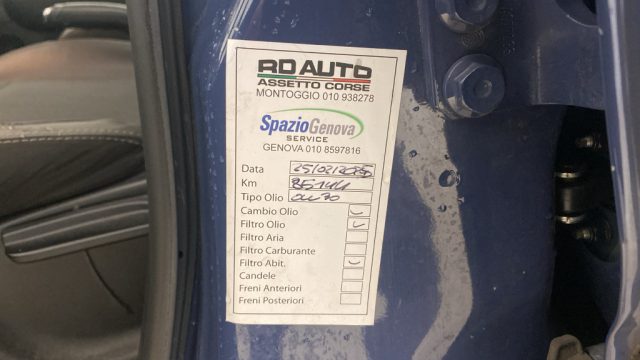 RD AUTO
ASSETTO CORSE
MONTOGGIO 010 938278
SpazioGenova
SERVICE
GENOVA 010 8597816
Data
Km 85144
Tipo Olio
Cambio Olio ✓
Filtro Olio ✓
Filtro Aria
Filtro Carburante
Filtro Abit. ✓
Candele
Freni Anteriori
Freni Posteriori